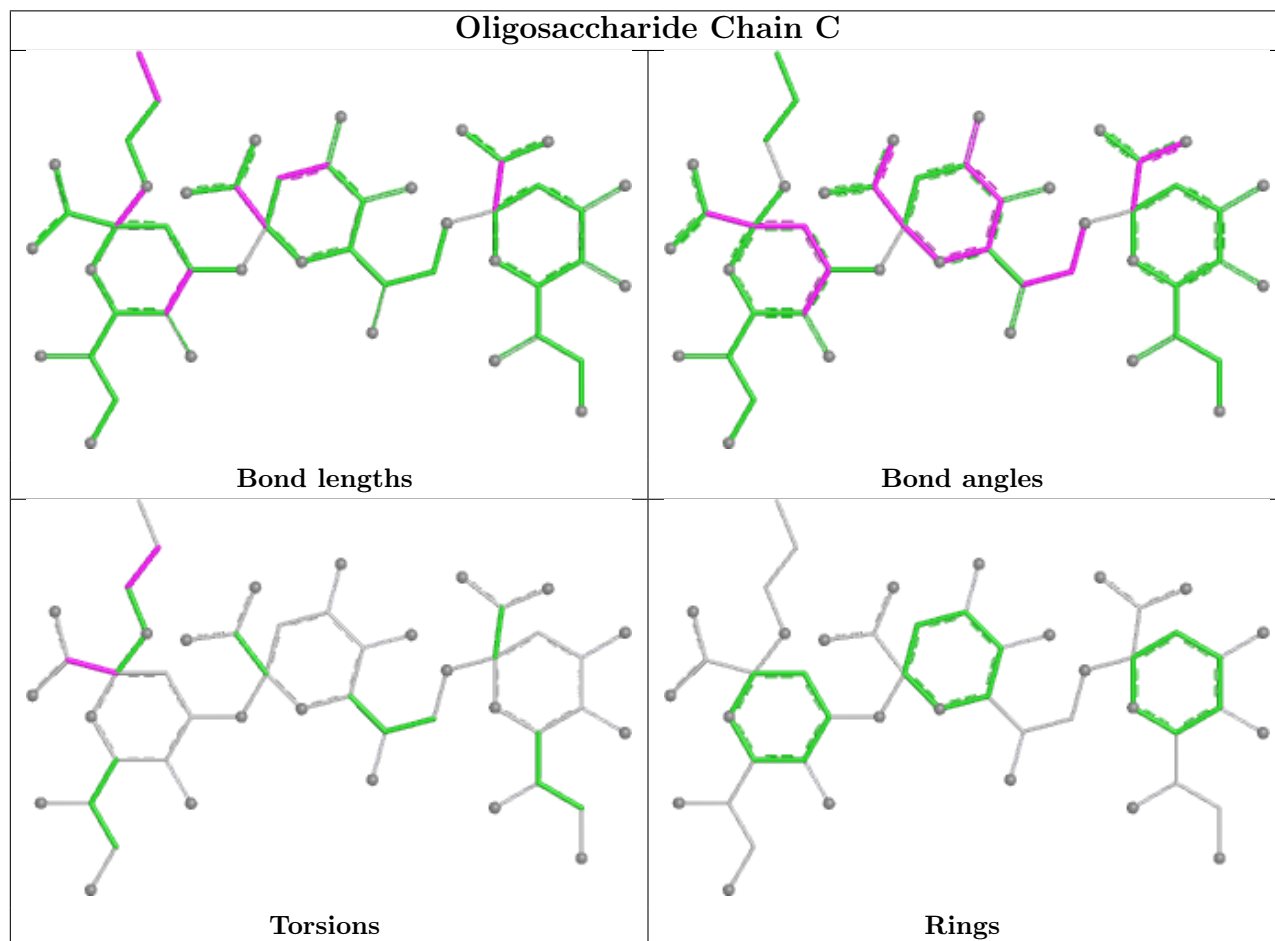 Oligosaccharide Chain C
Bond lengths
Bond angles
Torsions
Rings